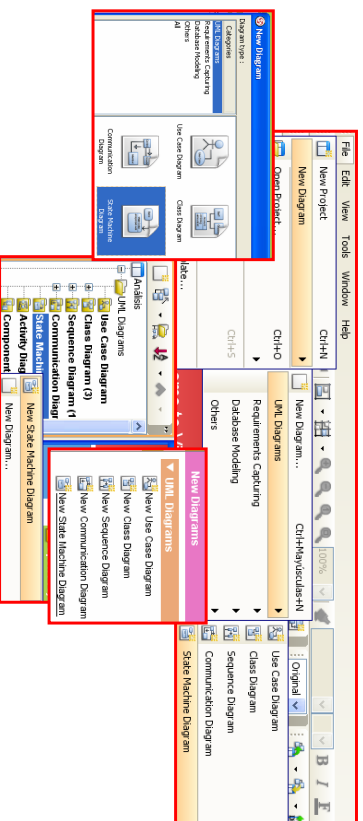 File Edit View Tools Window Help
New Project Ctrl+N
New Diagram
Open Project... Ctrl+O
Ctrl+S
late...
100%
Original
B I F
New Diagram... Ctrl+Mayúsculas+N
UML Diagrams
Requirements Capturing
Database Modeling
Others
Use Case Diagram
Class Diagram
Sequence Diagram
Communication Diagram
State Machine Diagram
New Diagram
Diagram type :
Categories
UML Diagrams
Requirements Capturing
Database Modeling
Others
All
Use Case Diagram
Class Diagram
Communication Diagram
State Machine Diagram
Análisis
UML Diagrams
Use Case Diagram
Class Diagram (3)
Sequence Diagram (1
Communication Diagr
State Machi
Activity Diag
Component
New State Machine Diagram
New Diagram...
New Diagrams
UML Diagrams
New Use Case Diagram
New Class Diagram
New Sequence Diagram
New Communication Diagram
New State Machine Diagram